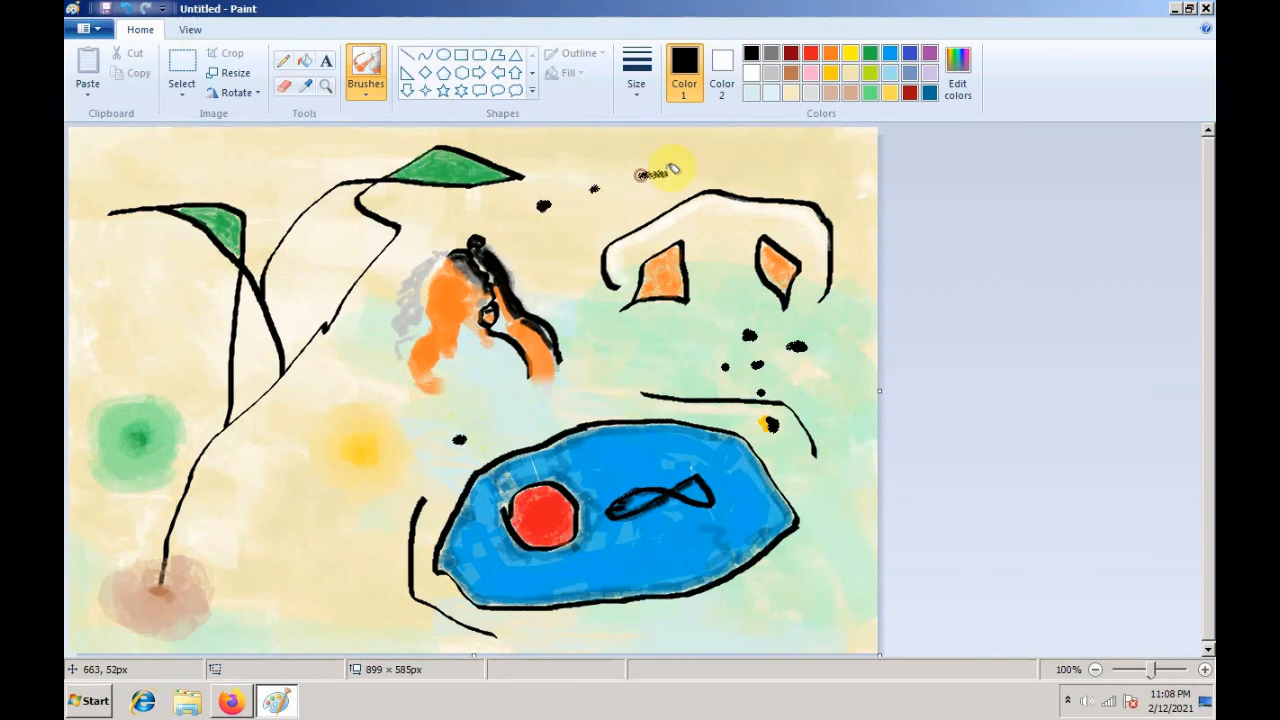 Untitled - Paint
Home View
Paste
Cut
Copy
Clipboard
Select
Crop
Resize
Rotate
Image
A
Tools
Brushes
Shapes
Outline
Fill
Size
Color 1
Color 2
Colors
Edit colors
663, 52px
899 × 585px
100%
Start
11:08 PM
2/12/2021